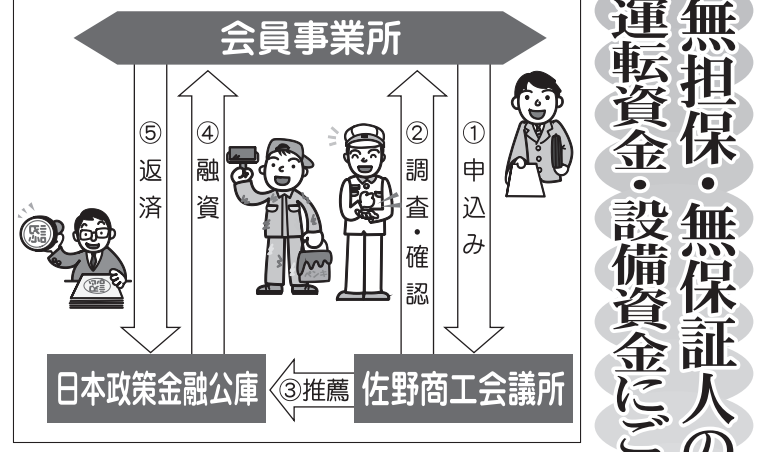 無担保・無保証人の
運転資金・設備資金にご
会員事業所
①申込み
②調査・確認
④融資
⑤返済
③推薦
日本政策金融公庫
佐野商工会議所